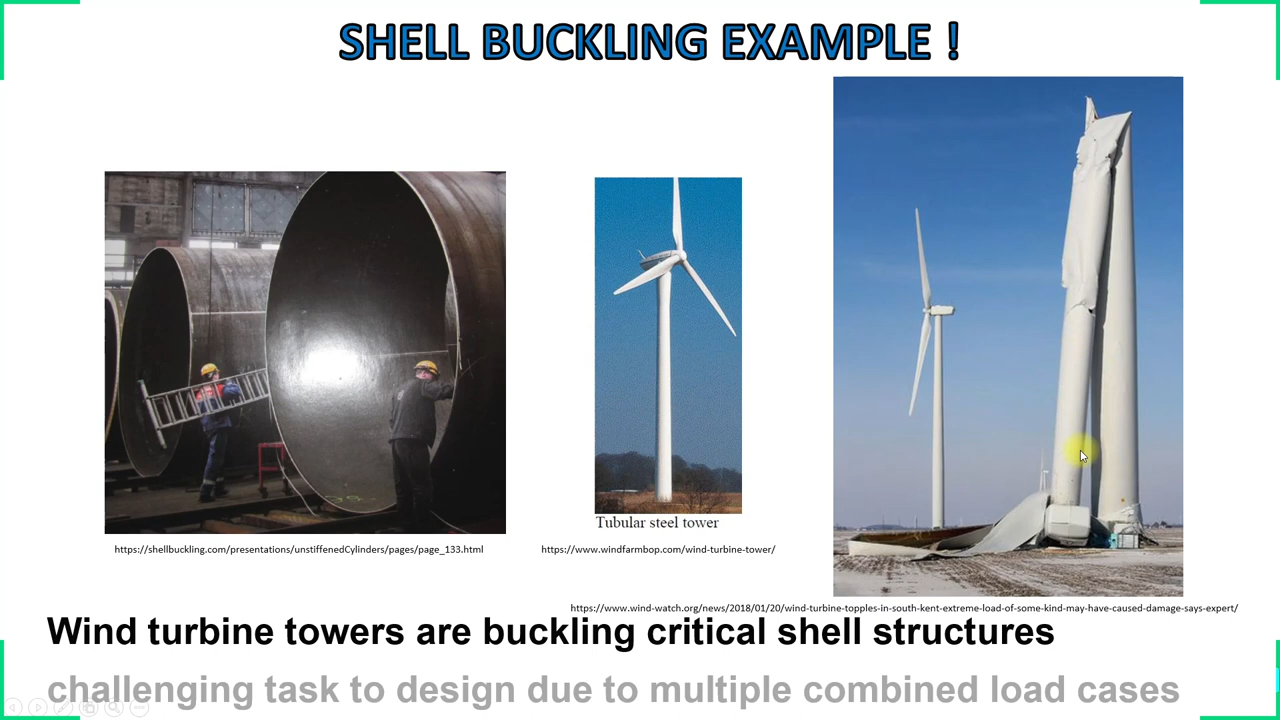 SHELL BUCKLING EXAMPLE !
Tubular steel tower
https://shellbuckling.com/presentations/unstiffenedCylinders/pages/page_133.html
https://www.windfarmbop.com/wind-turbine-tower/
https://www.wind-watch.org/news/2018/01/20/wind-turbine-topples-in-south-kent-extreme-load-of-some-kind-may-have-caused-damage-says-expert/
Wind turbine towers are buckling critical shell structures
challenging task to design due to multiple combined load cases